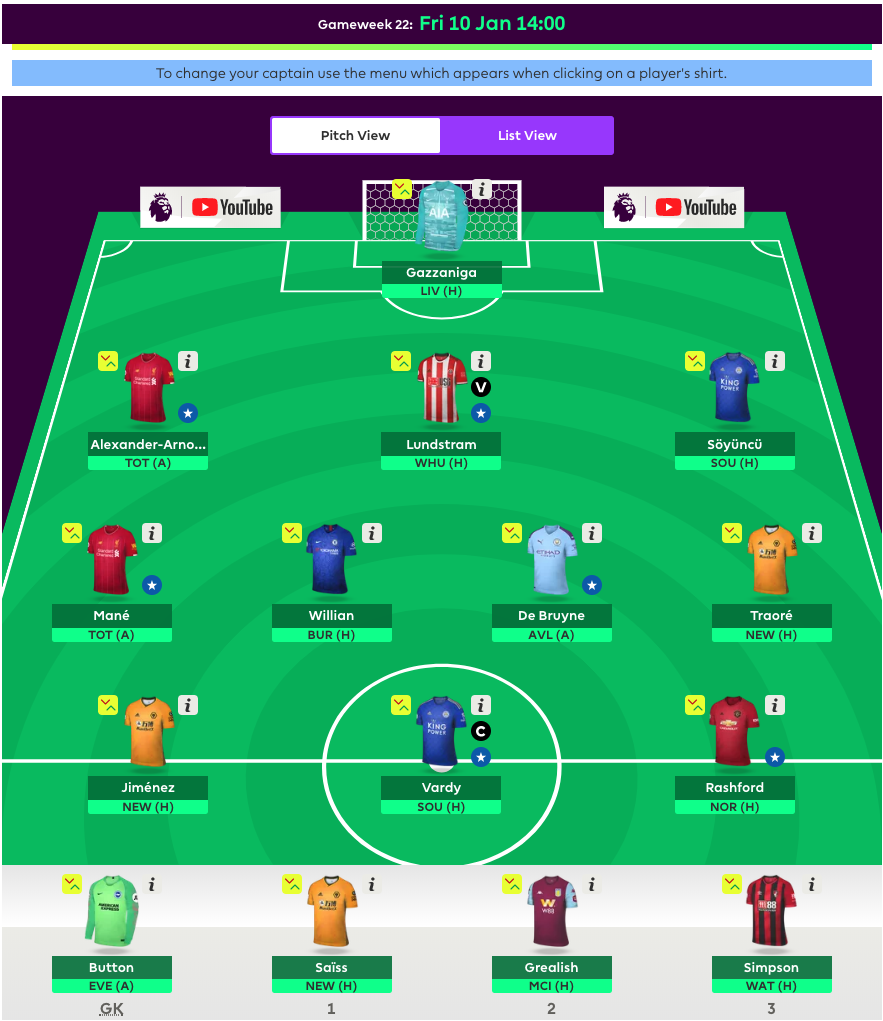 Gameweek 22: Fri 10 Jan 14:00
To change your captain use the menu which appears when clicking on a player's shirt.
Pitch View List View
YouTube YouTube
AIA
Gazzaniga
LIV (H)
V
KING POWER
Alexander-Arno... Lundstram Söyüncü
TOT (A) WHU (H) SOU (H)
Mané Willian De Bruyne Traoré
TOT (A) BUR (H) AVL (A) NEW (H)
KING POWER
C
Jiménez Vardy Rashford
NEW (H) SOU (H) NOR (H)
AMERICAN EXPRESS W88
Button Saïss Grealish Simpson
EVE (A) NEW (H) MCI (H) WAT (H)
GK 1 2 3